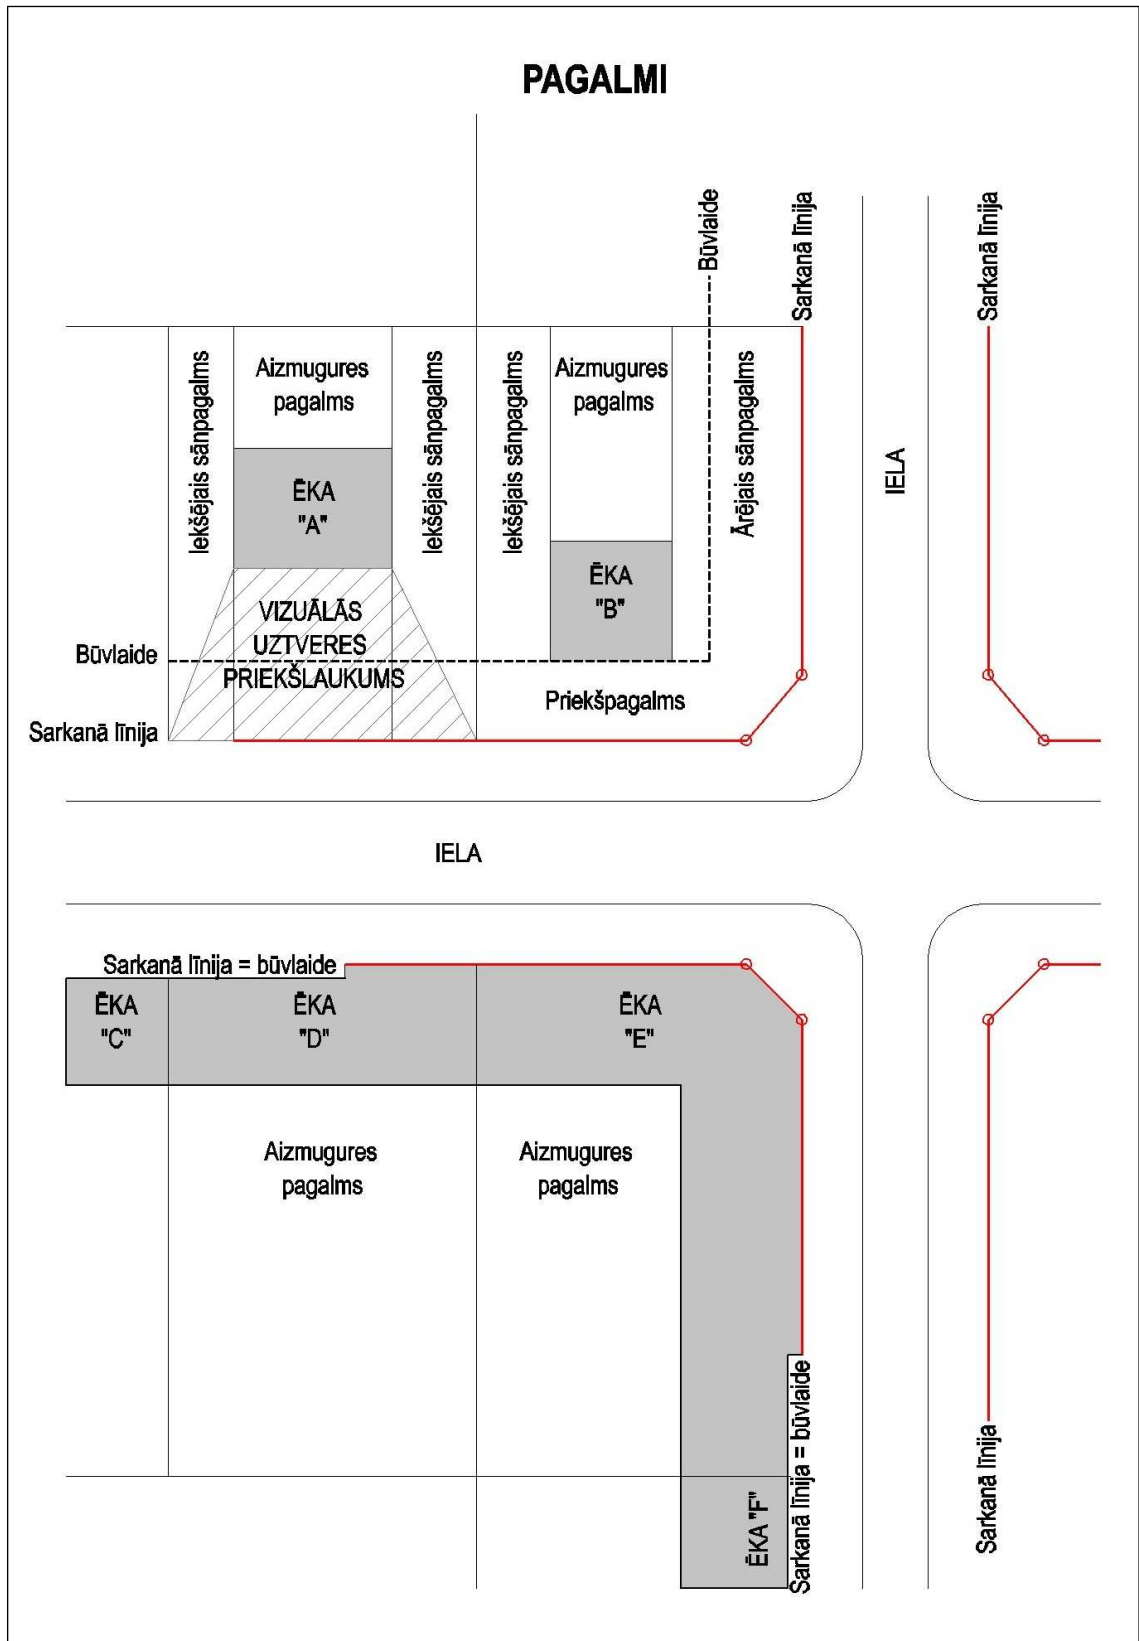 PAGALMI
Būvlaide
Sarkanā līnija
Sarkanā līnija
Iekšējais sānpagalms
Aizmugures
pagalms
Iekšējais sānpagalms
Iekšējais sānpagalms
Aizmugures
pagalms
Ārējais sānpagalms
IELA
ĒKA
"A"
ĒKA
"B"
VIZUĀLĀS
UZTVERES
PRIEKŠLAUKUMS
Būvlaide
Priekšpagalms
Sarkanā līnija
IELA
Sarkanā līnija = būvlaide
ĒKA
"C"
ĒKA
"D"
ĒKA
"E"
Aizmugures
pagalms
Aizmugures
pagalms
Sarkanā līnija = būvlaide
Sarkanā līnija
ĒKA "F"